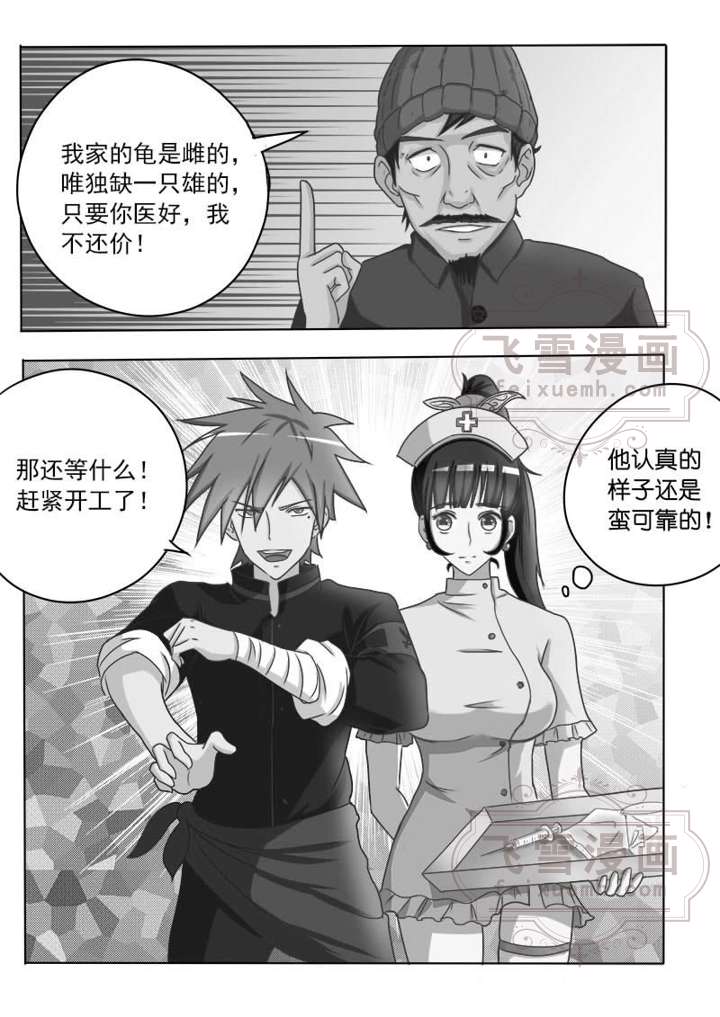 我家的龟是雌的，
唯独缺一只雄的，
只要你医好，我
不还价！
飞雪漫画
feixuemh.com
那还等什么！
赶紧开工了！
他认真的
样子还是
蛮可靠的！
飞雪漫画
feixuemh.com